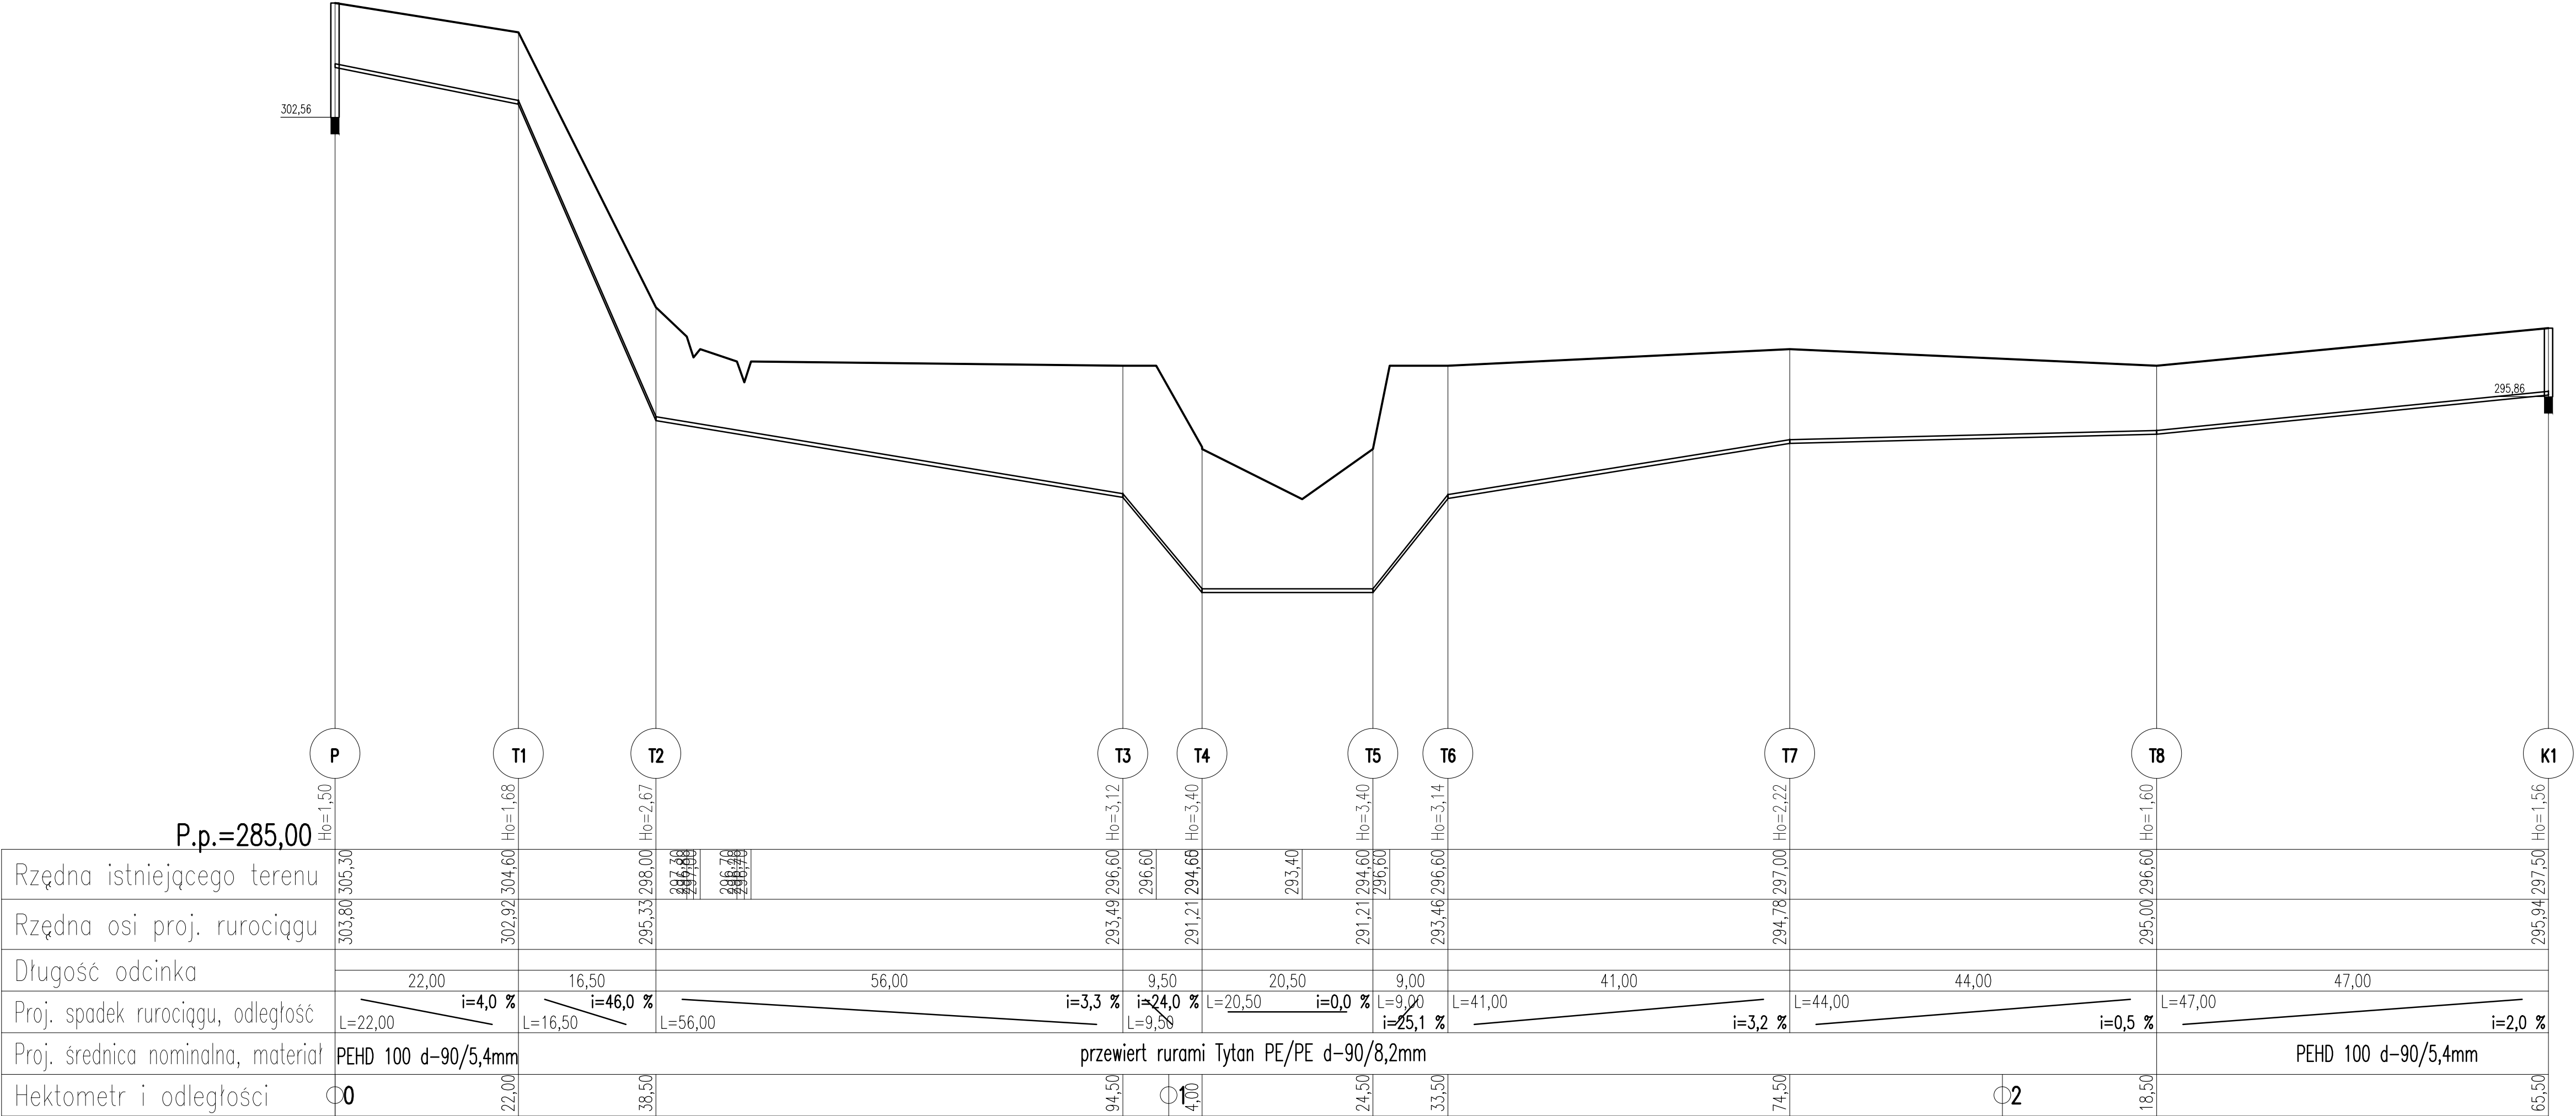 302,56
295,86
P T1 T2 T3 T4 T5 T6 T7 T8 K1
Ho=1,50 Ho=1,68 Ho=2,67 Ho=3,12 Ho=3,40 Ho=3,40 Ho=3,14 Ho=2,22 Ho=1,60 Ho=1,56
P.p.=285,00
Rzędna istniejącego terenu 305,30 304,60 298,00 297,30 297,00 296,70 296,70 296,60 296,60 294,60 293,40 294,60 296,60 296,60 297,00 296,60 297,50
Rzędna osi proj. rurociągu 303,80 302,92 295,33 293,49 291,21 291,21 293,46 294,78 295,00 295,94
Długość odcinka 22,00 16,50 56,00 9,50 20,50 9,00 41,00 44,00 47,00
Proj. spadek rurociągu, odległość L=22,00 i=4,0 % L=16,50 i=46,0 % L=56,00 i=3,3 % L=9,50 i=24,0 % L=20,50 i=0,0 % L=9,00 i=25,1 % L=41,00 i=3,2 % L=44,00 i=0,5 % L=47,00 i=2,0 %
Proj. średnica nominalna, materiał PEHD 100 d-90/5,4mm przewiert rurami Tytan PE/PE d-90/8,2mm PEHD 100 d-90/5,4mm
Hektometr i odległości 0 22,00 38,50 94,50 1 4,00 24,50 33,50 74,50 2 18,50 65,50